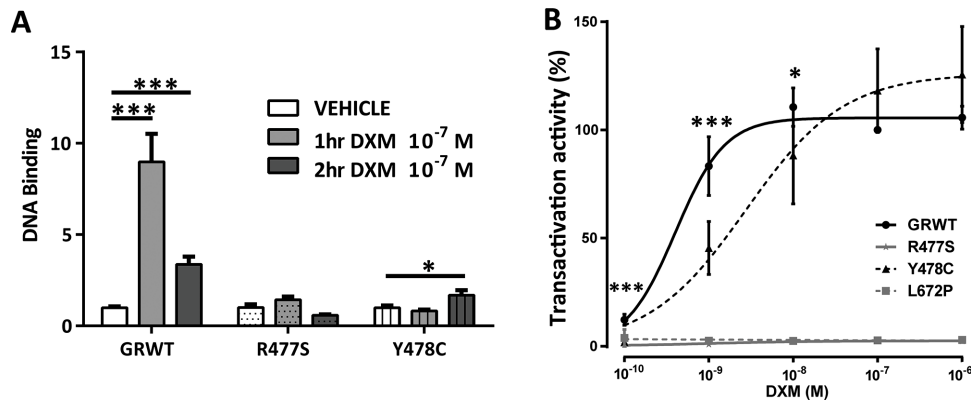 A
DNA Binding
15
10
5
0
***
***
*
VEHICLE
1hr DXM 10⁻⁷ M
2hr DXM 10⁻⁷ M
GRWT
R477S
Y478C
B
Transactivation activity (%)
150
100
50
0
***
***
*
GRWT
R477S
Y478C
L672P
10⁻¹⁰
10⁻⁹
10⁻⁸
10⁻⁷
10⁻⁶
DXM (M)